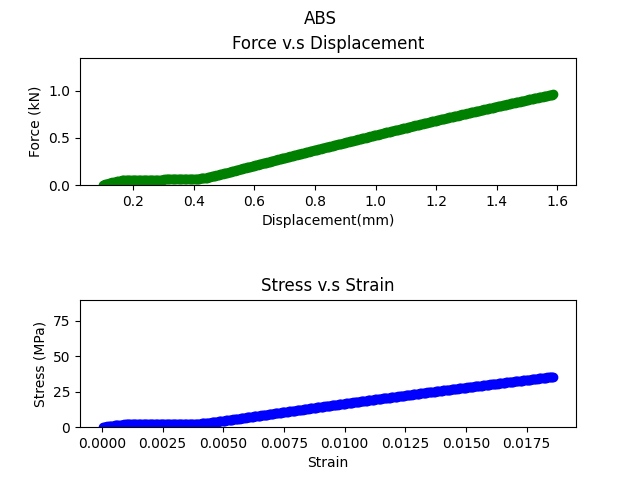 ABS
Force v.s Displacement
1.0
0.5
0.0
Force (kN)
0.2 0.4 0.6 0.8 1.0 1.2 1.4 1.6
Displacement(mm)
Stress v.s Strain
75
50
25
0
Stress (MPa)
0.0000 0.0025 0.0050 0.0075 0.0100 0.0125 0.0150 0.0175
Strain